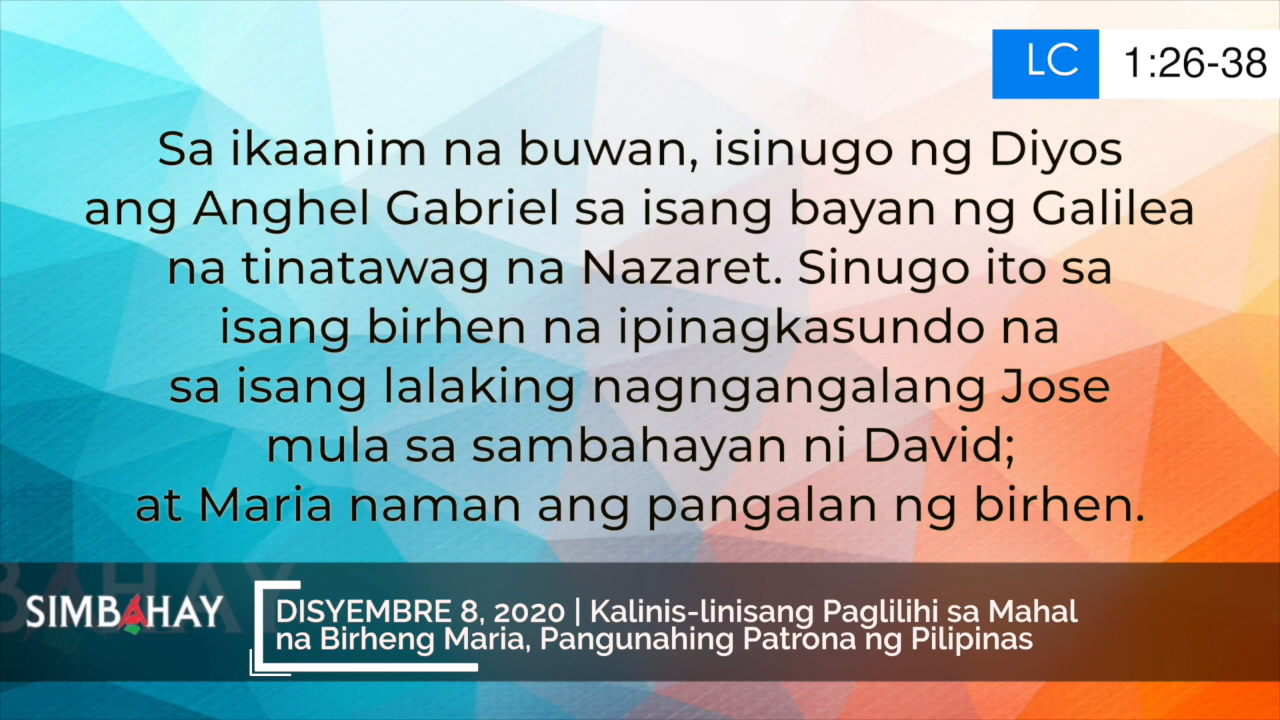 LC 1:26-38
Sa ikaanim na buwan, isinugo ng Diyos
ang Anghel Gabriel sa isang bayan ng Galilea
na tinatawag na Nazaret. Sinugo ito sa
isang birhen na ipinagkasundo na
sa isang lalaking nagngangalang Jose
mula sa sambahayan ni David;
at Maria naman ang pangalan ng birhen.
SIMBAHAY
DISYEMBRE 8, 2020 | Kalinis-linisang Paglilihi sa Mahal
na Birheng Maria, Pangunahing Patrona ng Pilipinas